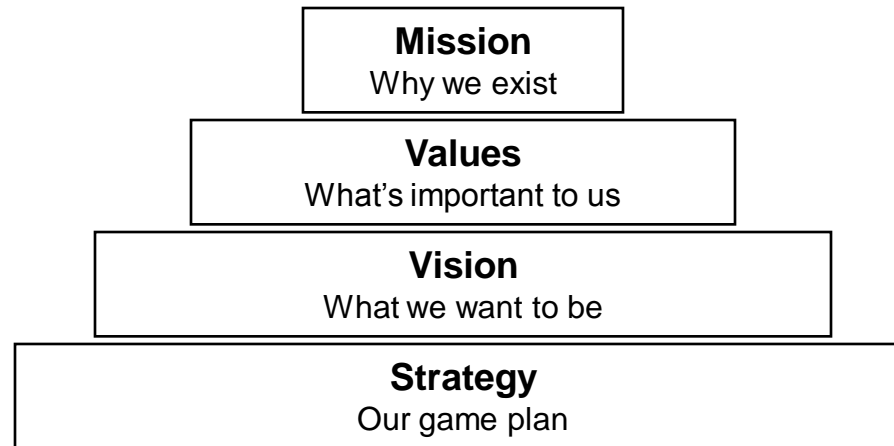 Mission
Why we exist
Values
What’s important to us
Vision
What we want to be
Strategy
Our game plan